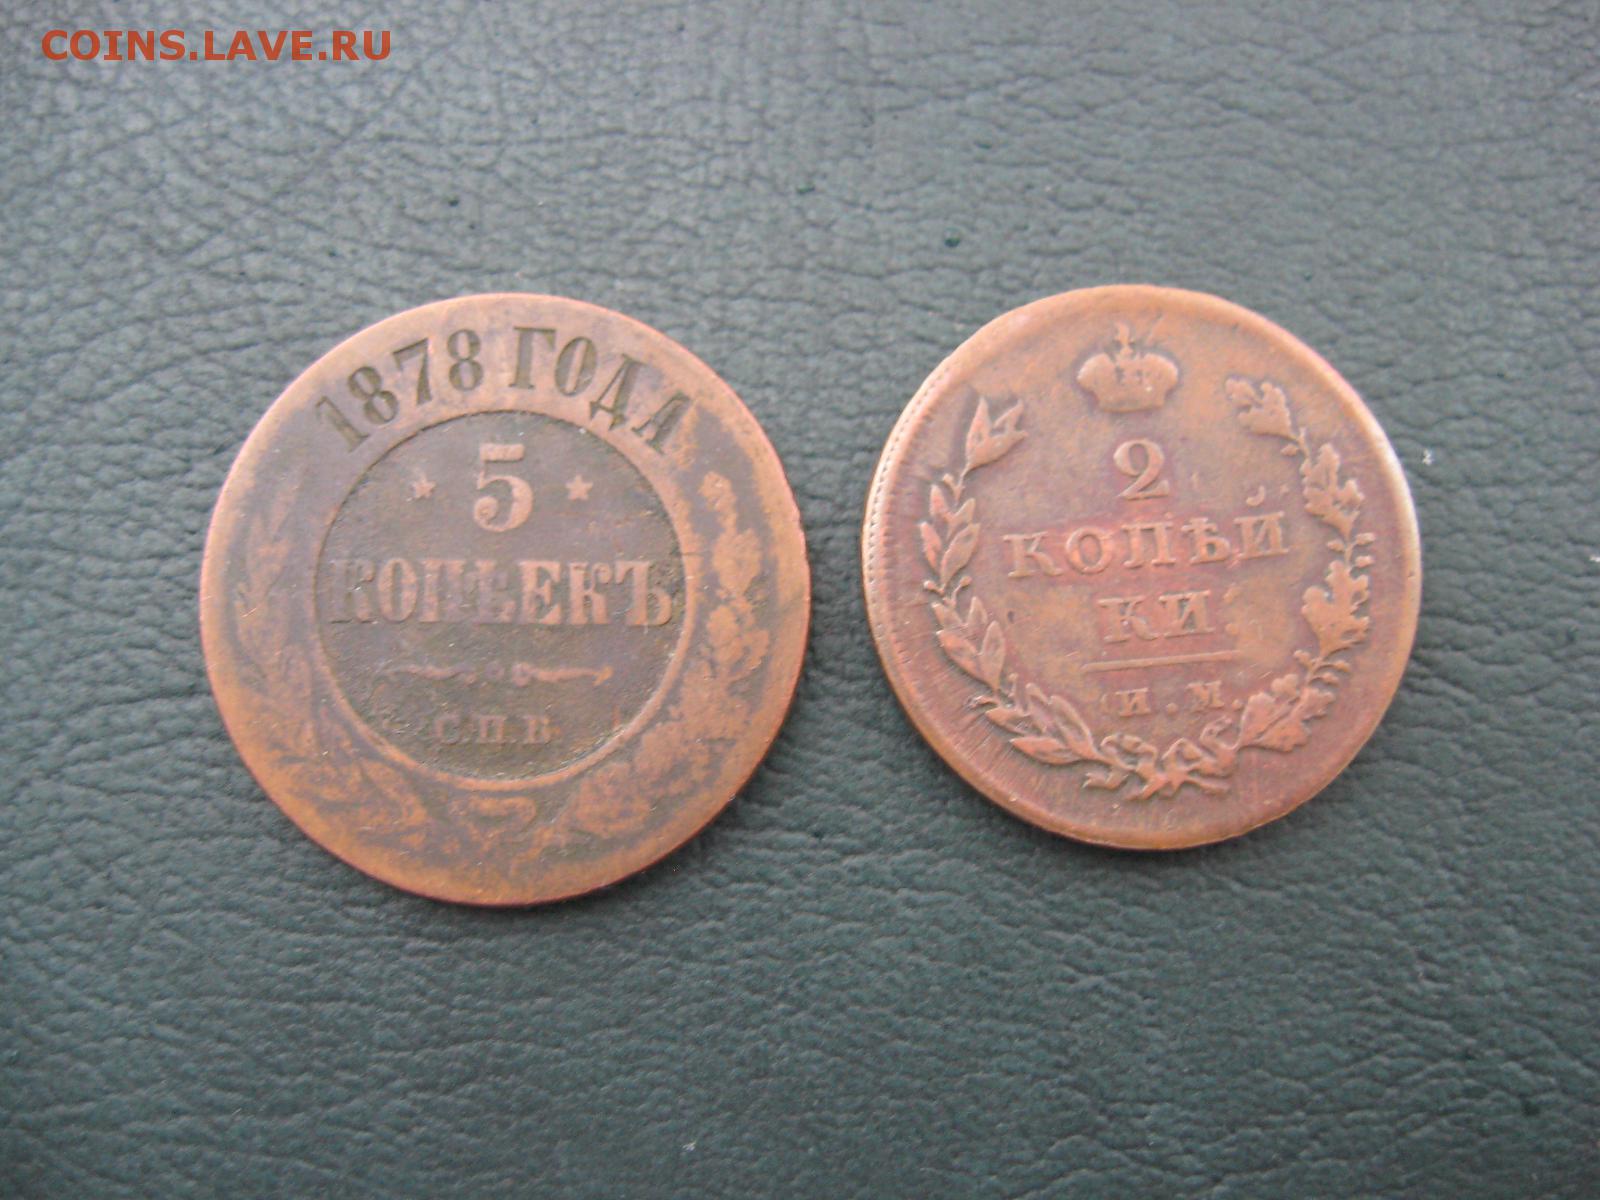 COINS.LAVE.RU
1878 ГОДА
5
КОПѢЕКЪ
С.П.Б
2
КОПѢЙ
КИ
И.М.